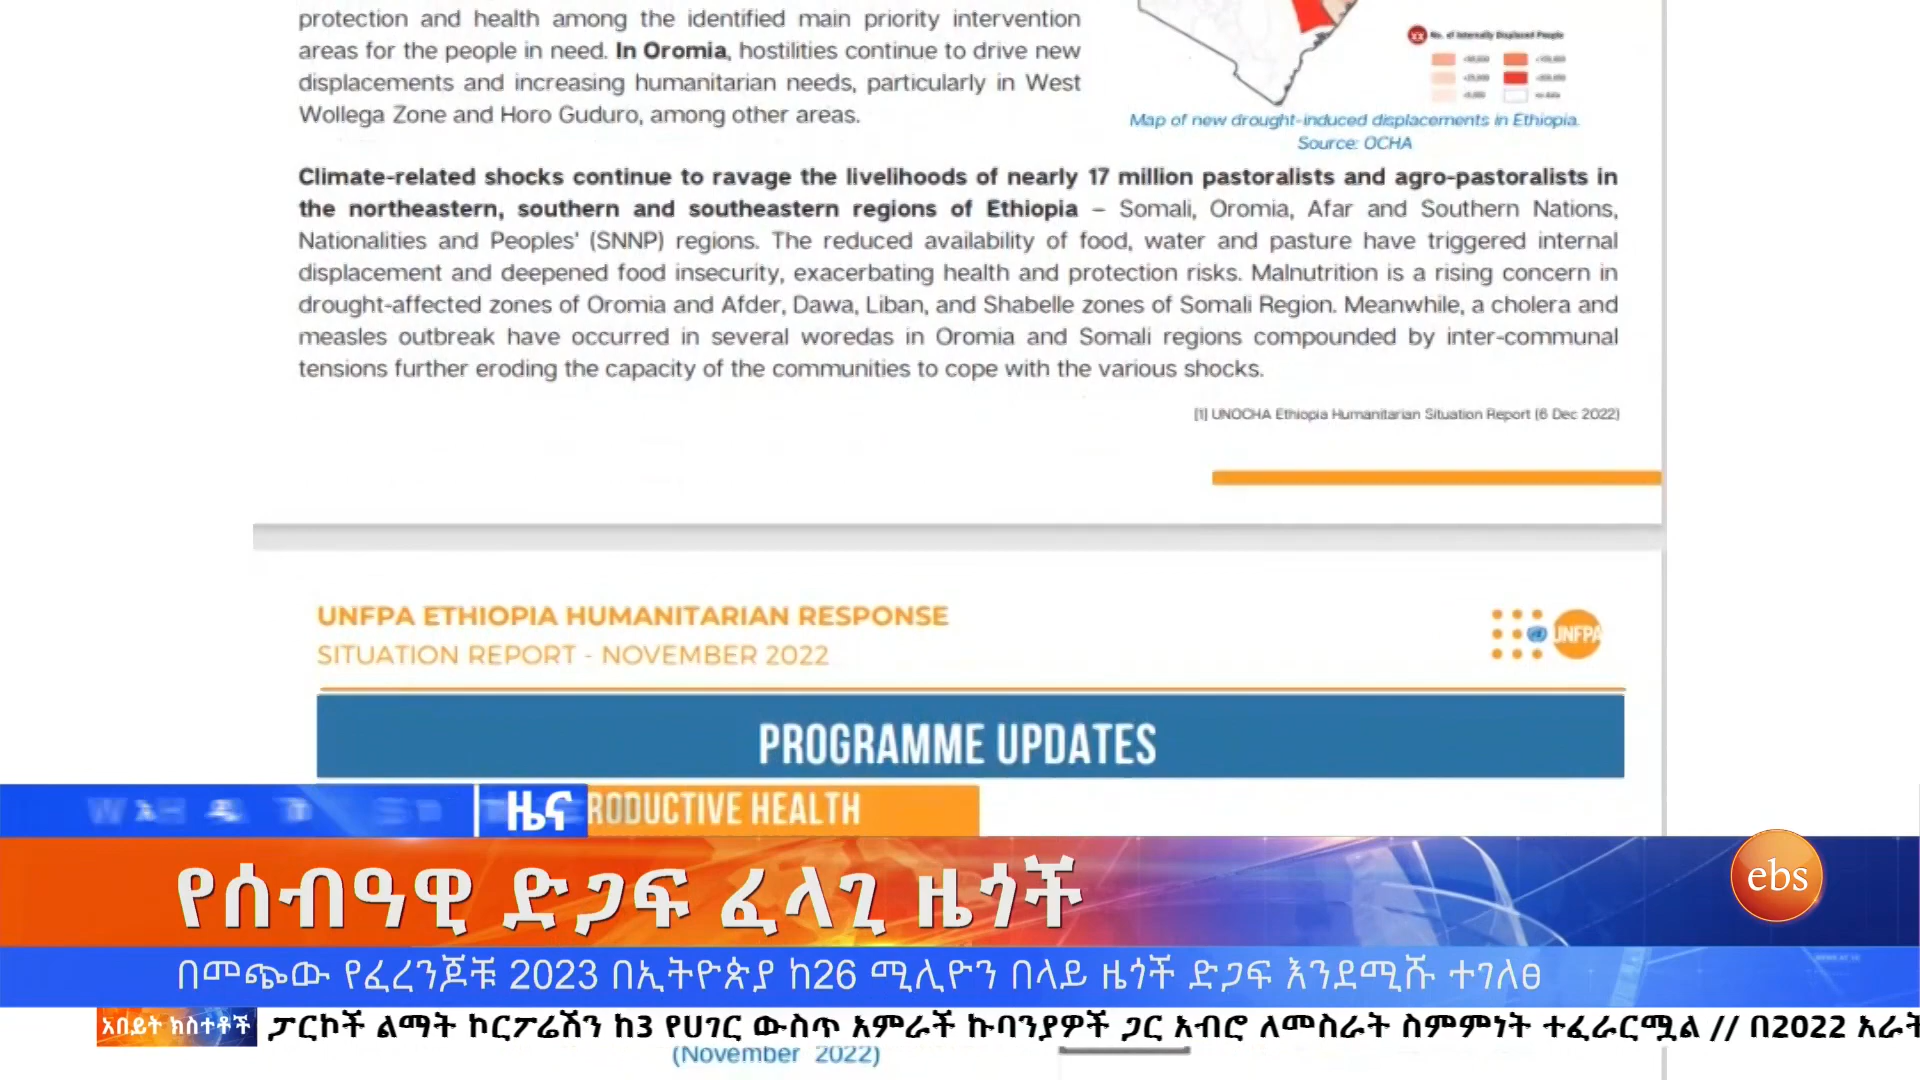 protection and health among the identified main priority intervention
areas for the people in need. In Oromia, hostilities continue to drive new
displacements and increasing humanitarian needs, particularly in West
Wollega Zone and Horo Guduro, among other areas.
No. of Internally Displaced People
Map of new drought-induced displacements in Ethiopia.
Source: OCHA
Climate-related shocks continue to ravage the livelihoods of nearly 17 million pastoralists and agro-pastoralists in
the northeastern, southern and southeastern regions of Ethiopia – Somali, Oromia, Afar and Southern Nations,
Nationalities and Peoples' (SNNP) regions. The reduced availability of food, water and pasture have triggered internal
displacement and deepened food insecurity, exacerbating health and protection risks. Malnutrition is a rising concern in
drought-affected zones of Oromia and Afder, Dawa, Liban, and Shabelle zones of Somali Region. Meanwhile, a cholera and
measles outbreak have occurred in several woredas in Oromia and Somali regions compounded by inter-communal
tensions further eroding the capacity of the communities to cope with the various shocks.
[1] UNOCHA Ethiopia Humanitarian Situation Report (6 Dec 2022)
UNFPA ETHIOPIA HUMANITARIAN RESPONSE
SITUATION REPORT - NOVEMBER 2022
UNFPA
PROGRAMME UPDATES
ዜና
RODUCTIVE HEALTH
የሰብዓዊ ድጋፍ ፈላጊ ዜጎች
ebs
በመጭው የፈረንጆቹ 2023 በኢትዮጵያ ከ26 ሚሊዮን በላይ ዜጎች ድጋፍ እንደሚሹ ተገለፀ
አበይት ክስተቶች
ፓርኮች ልማት ኮርፖሬሽን ከ3 የሀገር ውስጥ አምራች ኩባንያዎች ጋር አብሮ ለመስራት ስምምነት ተፈራርሟል // በ2022 አራት
(November 2022)